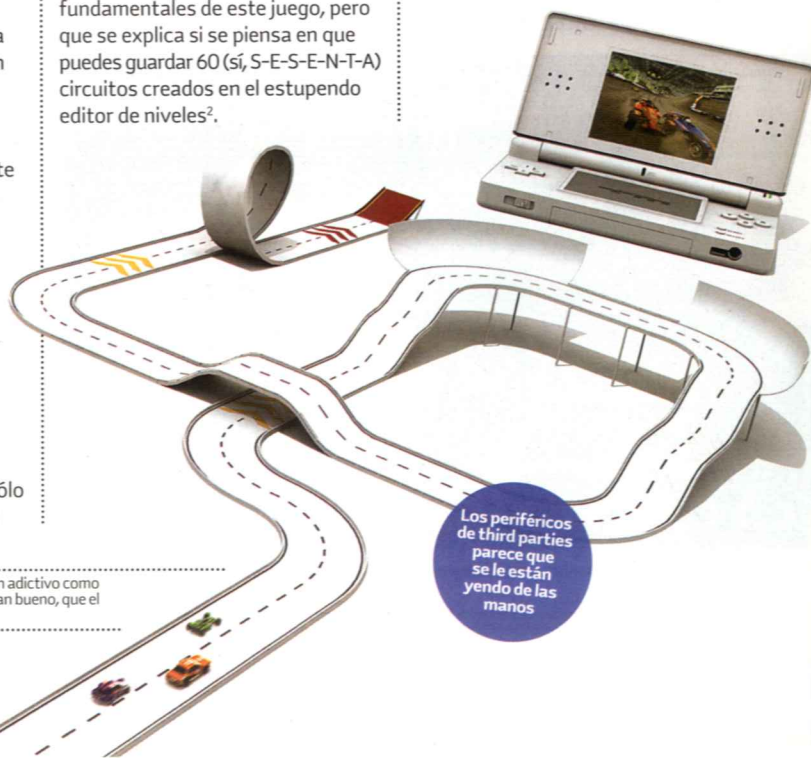 fundamentales de este juego, pero
que se explica si se piensa en que
puedes guardar 60 (sí, S-E-S-E-N-T-A)
circuitos creados en el estupendo
editor de niveles².
Los periféricos
de third parties
parece que
se le están
yendo de las
manos
adictivo como
bueno, que el